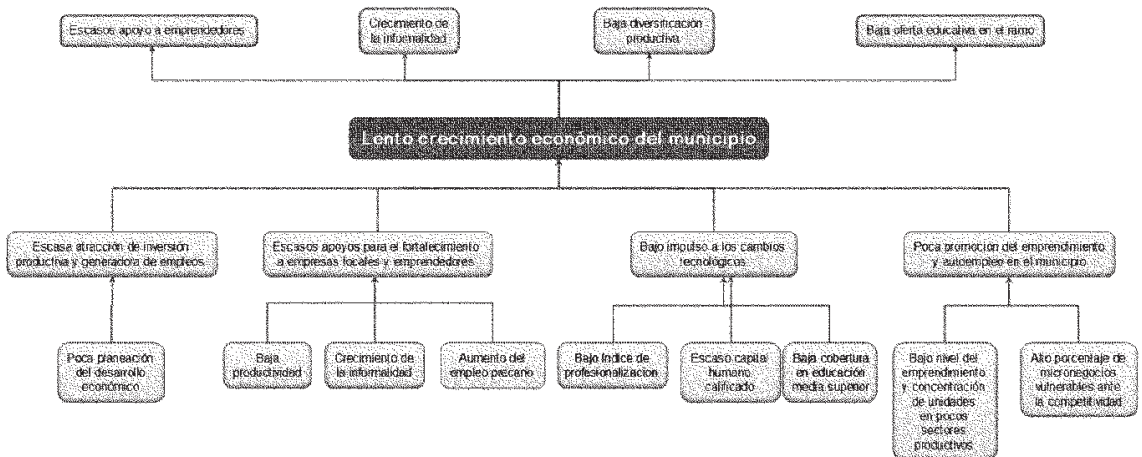 Escasos apoyo a emprendedores
Crecimiento de
la informalidad
Baja diversificación
productiva
Baja oferta educativa en el ramo
Lento crecimiento económico del municipio
Escasa atracción de inversión
productiva y generadora de empleos
Escasos apoyos para el fortalecimiento
a empresas locales y emprendedores
Bajo impulso a los cambios
tecnológicos
Poca promoción del emprendimiento
y autoempleo en el municipio
Poca planeación
del desarrollo
económico
Baja
productividad
Crecimiento de
la informalidad
Aumento del
empleo precario
Bajo índice de
profesionalización
Escaso capital
humano
calificado
Baja cobertura
en educación
media superior
Bajo nivel del
emprendimiento
y concentración
de unidades
en pocos
sectores
productivos
Alto porcentaje de
micronegocios
vulnerables ante
la competitividad